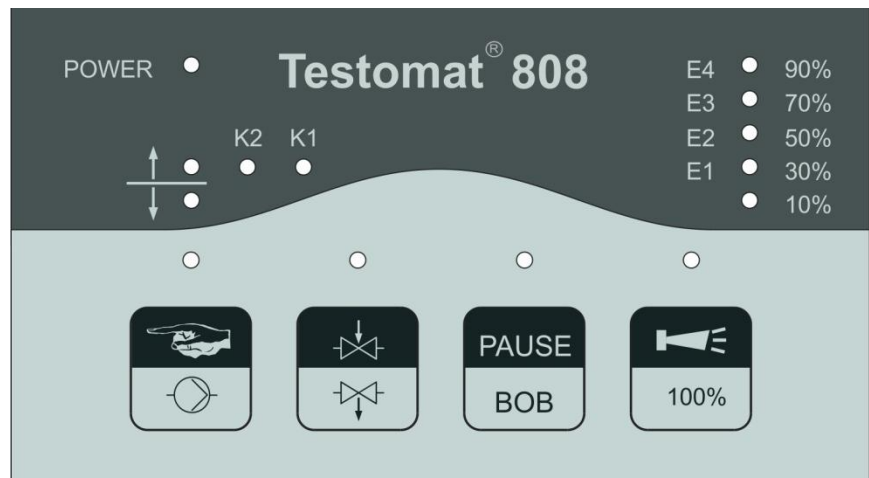 POWER
Testomat® 808
E4 90%
E3 70%
E2 50%
E1 30%
10%
K2 K1
PAUSE
BOB
100%